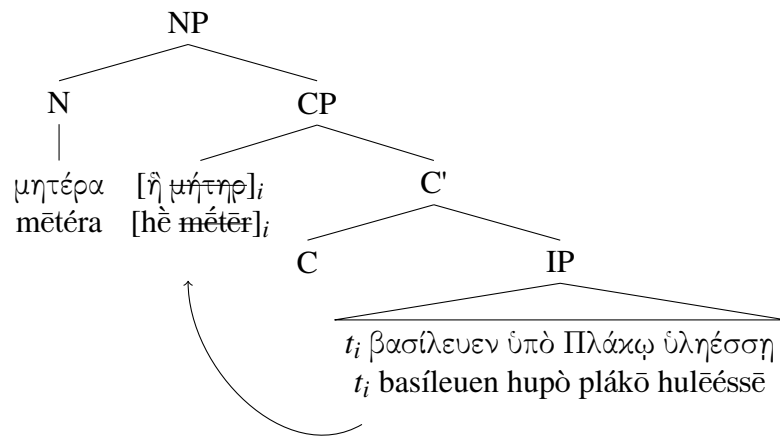 NP
N CP
μητέρα [ἣ μήτηρ]i C'
mētéra [hḕ mḗtēr]i
C IP
ti βασίλευεν ὑπὸ Πλάκῳ ὑληέσσῃ
ti basíleuen hupò plákō hulēéssē